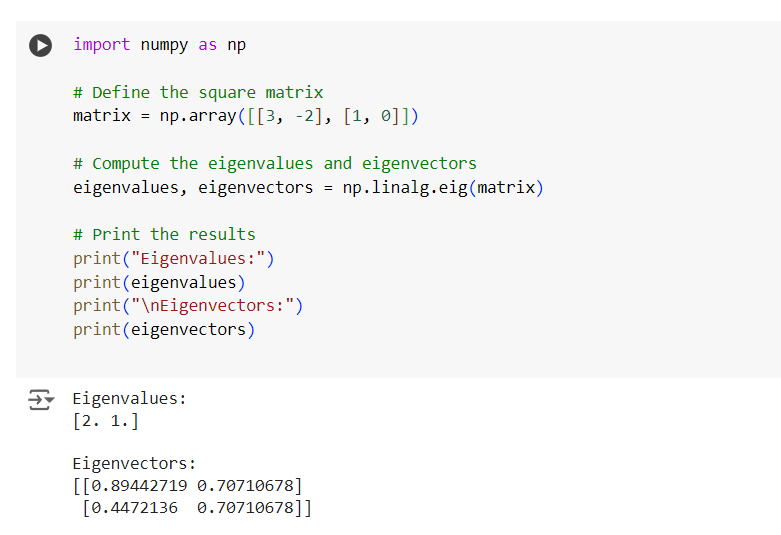 import numpy as np
# Define the square matrix
matrix = np.array([[3, -2], [1, 0]])
# Compute the eigenvalues and eigenvectors
eigenvalues, eigenvectors = np.linalg.eig(matrix)
# Print the results
print("Eigenvalues:")
print(eigenvalues)
print("\nEigenvectors:")
print(eigenvectors)
Eigenvalues:
[2. 1.]
Eigenvectors:
[[0.89442719 0.70710678]
 [0.4472136  0.70710678]]